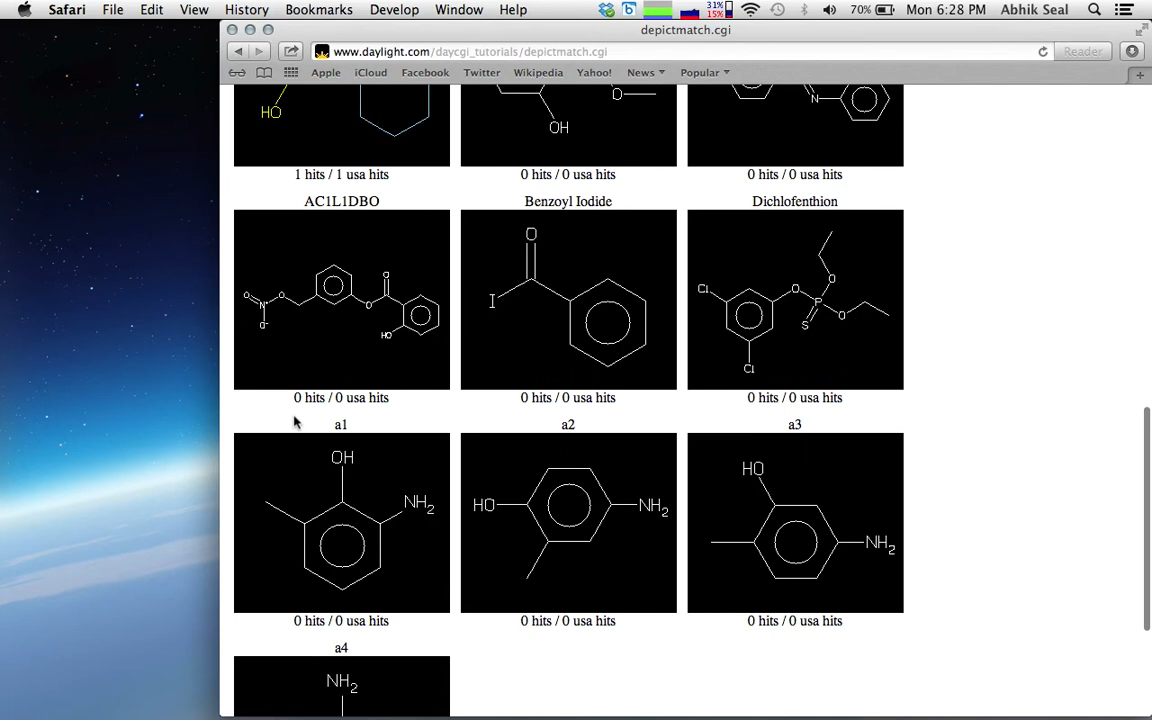 Safari File Edit View History Bookmarks Develop Window Help 31% 15% 70% Mon 6:28 PM Abhik Seal
depictmatch.cgi
www.daylight.com/daycgi_tutorials/depictmatch.cgi Reader
Apple iCloud Facebook Twitter Wikipedia Yahoo! News Popular
HO O OH N
1 hits / 1 usa hits 0 hits / 0 usa hits 0 hits / 0 usa hits
AC1L1DBO Benzoyl Iodide Dichlofenthion
O N+ O O- O O HO
O I
Cl Cl O P S O O
0 hits / 0 usa hits 0 hits / 0 usa hits 0 hits / 0 usa hits
a1 a2 a3
OH NH2
HO NH2
HO NH2
0 hits / 0 usa hits 0 hits / 0 usa hits 0 hits / 0 usa hits
a4
NH2